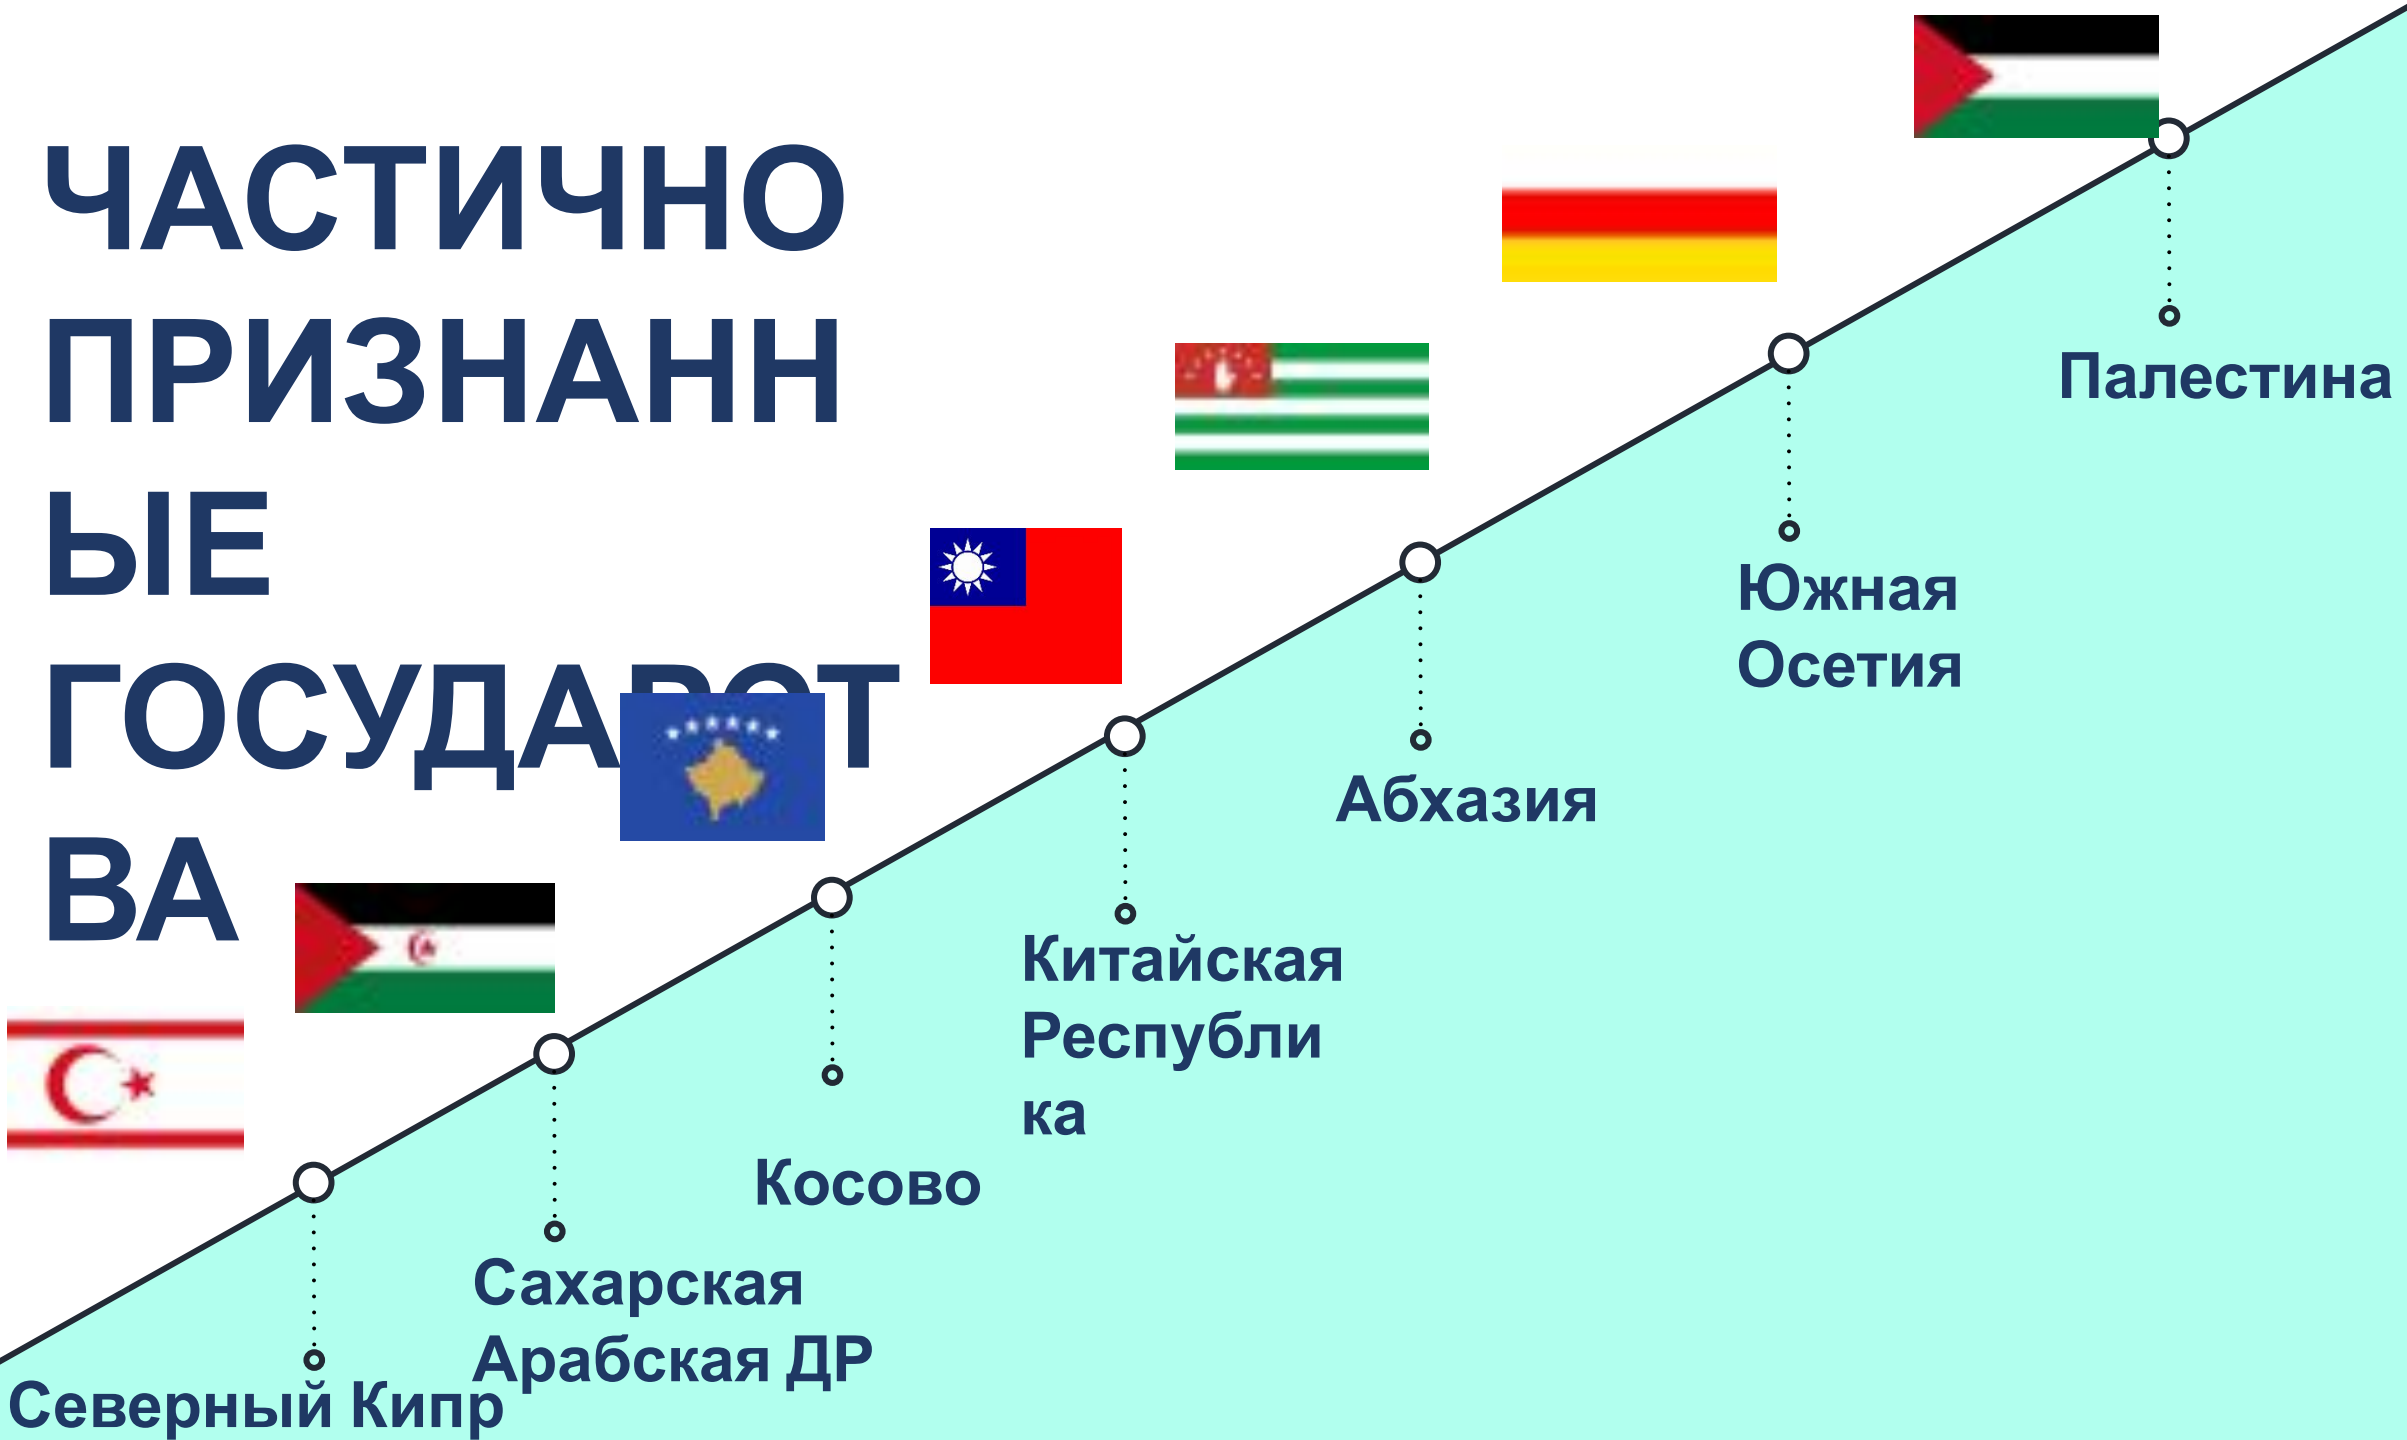 ЧАСТИЧНО
ПРИЗНАНН
ЫЕ
ГОСУДАРСТ
ВА
Палестина
Южная
Осетия
Абхазия
Китайская
Республи
ка
Косово
Сахарская
Арабская ДР
Северный Кипр